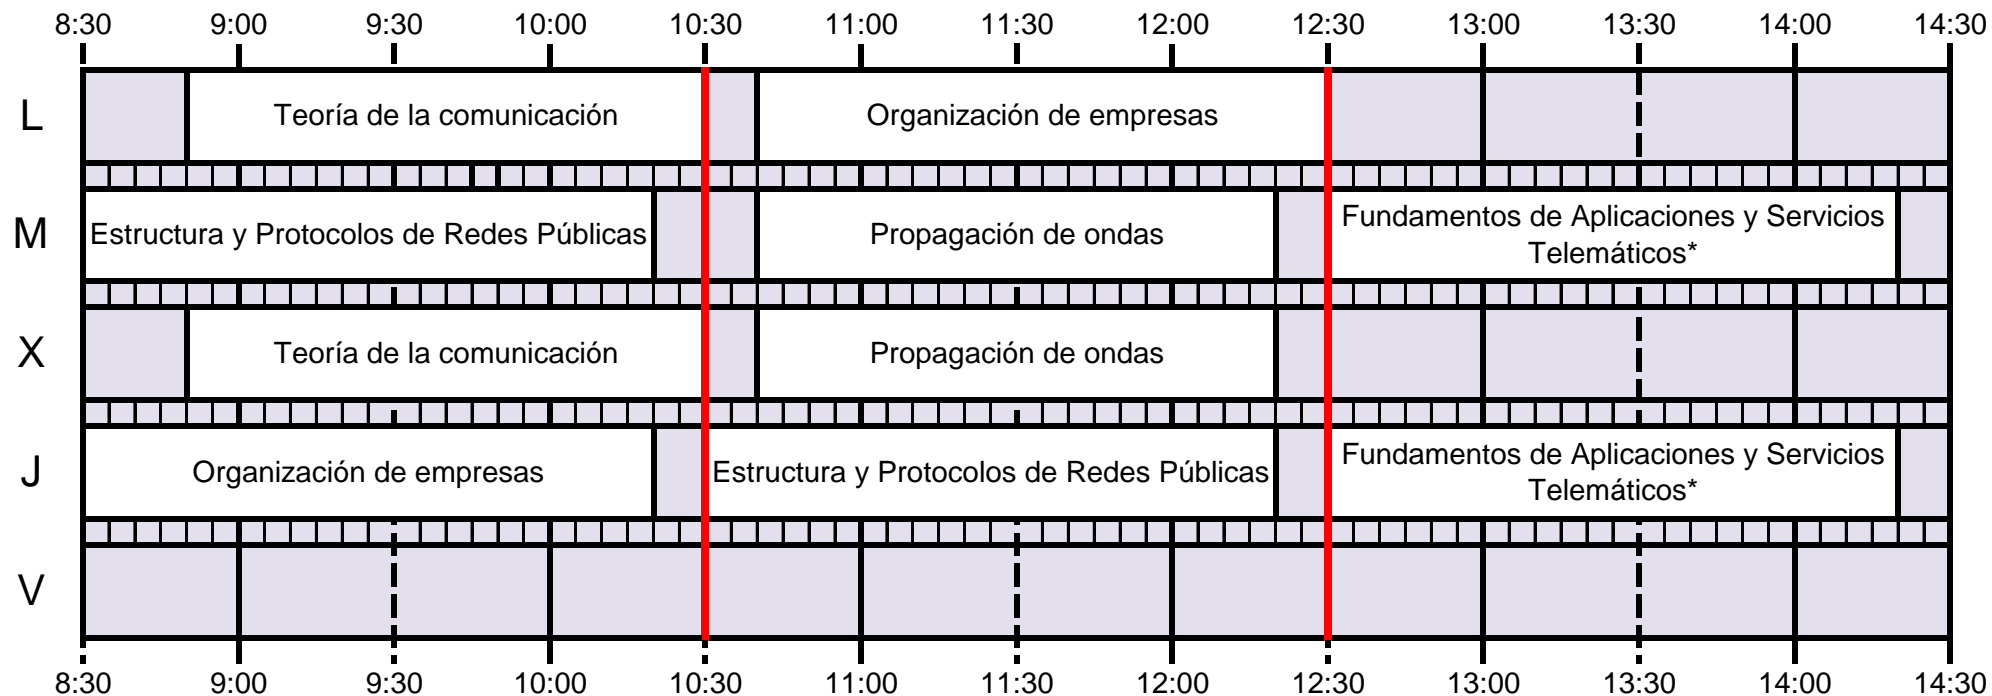 8:30 9:00 9:30 10:00 10:30 11:00 11:30 12:00 12:30 13:00 13:30 14:00 14:30
L Teoría de la comunicación Organización de empresas
M Estructura y Protocolos de Redes Públicas Propagación de ondas Fundamentos de Aplicaciones y Servicios
Telemáticos*
X Teoría de la comunicación Propagación de ondas
J Organización de empresas Estructura y Protocolos de Redes Públicas Fundamentos de Aplicaciones y Servicios
Telemáticos*
V
8:30 9:00 9:30 10:00 10:30 11:00 11:30 12:00 12:30 13:00 13:30 14:00 14:30